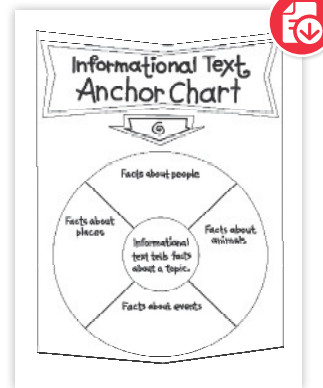 Informational Text
Anchor Chart
Facts about people
Facts about
places
Facts about
animals
Informational
text tells facts
about a topic.
Facts about events